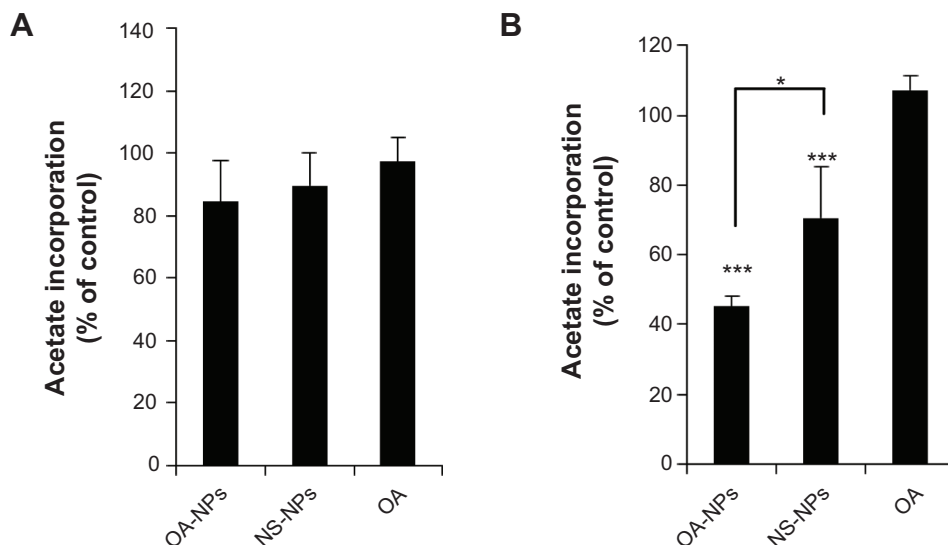 A
Acetate incorporation
(% of control)
140
120
100
80
60
40
20
0
OA-NPs
NS-NPs
OA
B
Acetate incorporation
(% of control)
120
100
80
60
40
20
0
*
***
***
OA-NPs
NS-NPs
OA